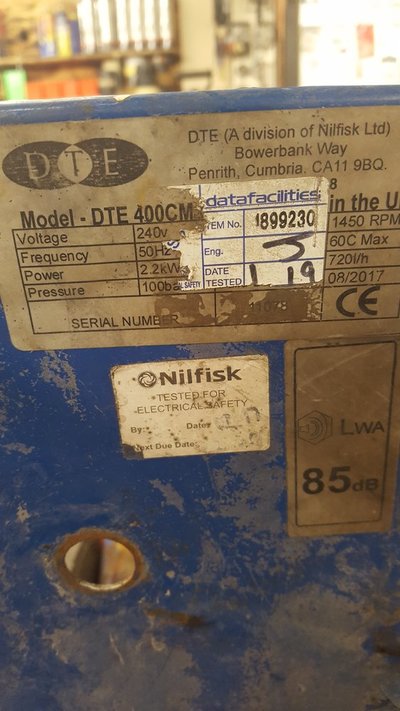 DTE
DTE (A division of Nilfisk Ltd)
Bowerbank Way
Penrith, Cumbria. CA11 9BQ.
8
Model - DTE 400CM
in the U
Voltage 240v
1450 RPM
Frequency 50Hz
60C Max
Power 2.2kW
720l/h
Pressure 100ba
08/2017
SERIAL NUMBER
CE
datafacilities
ITEM No. 1899230
Eng.
DATE
TESTED 1 19
Nilfisk
TESTED FOR
ELECTRICAL SAFETY
By: Date:
Next Due Date:
LWA
85dB